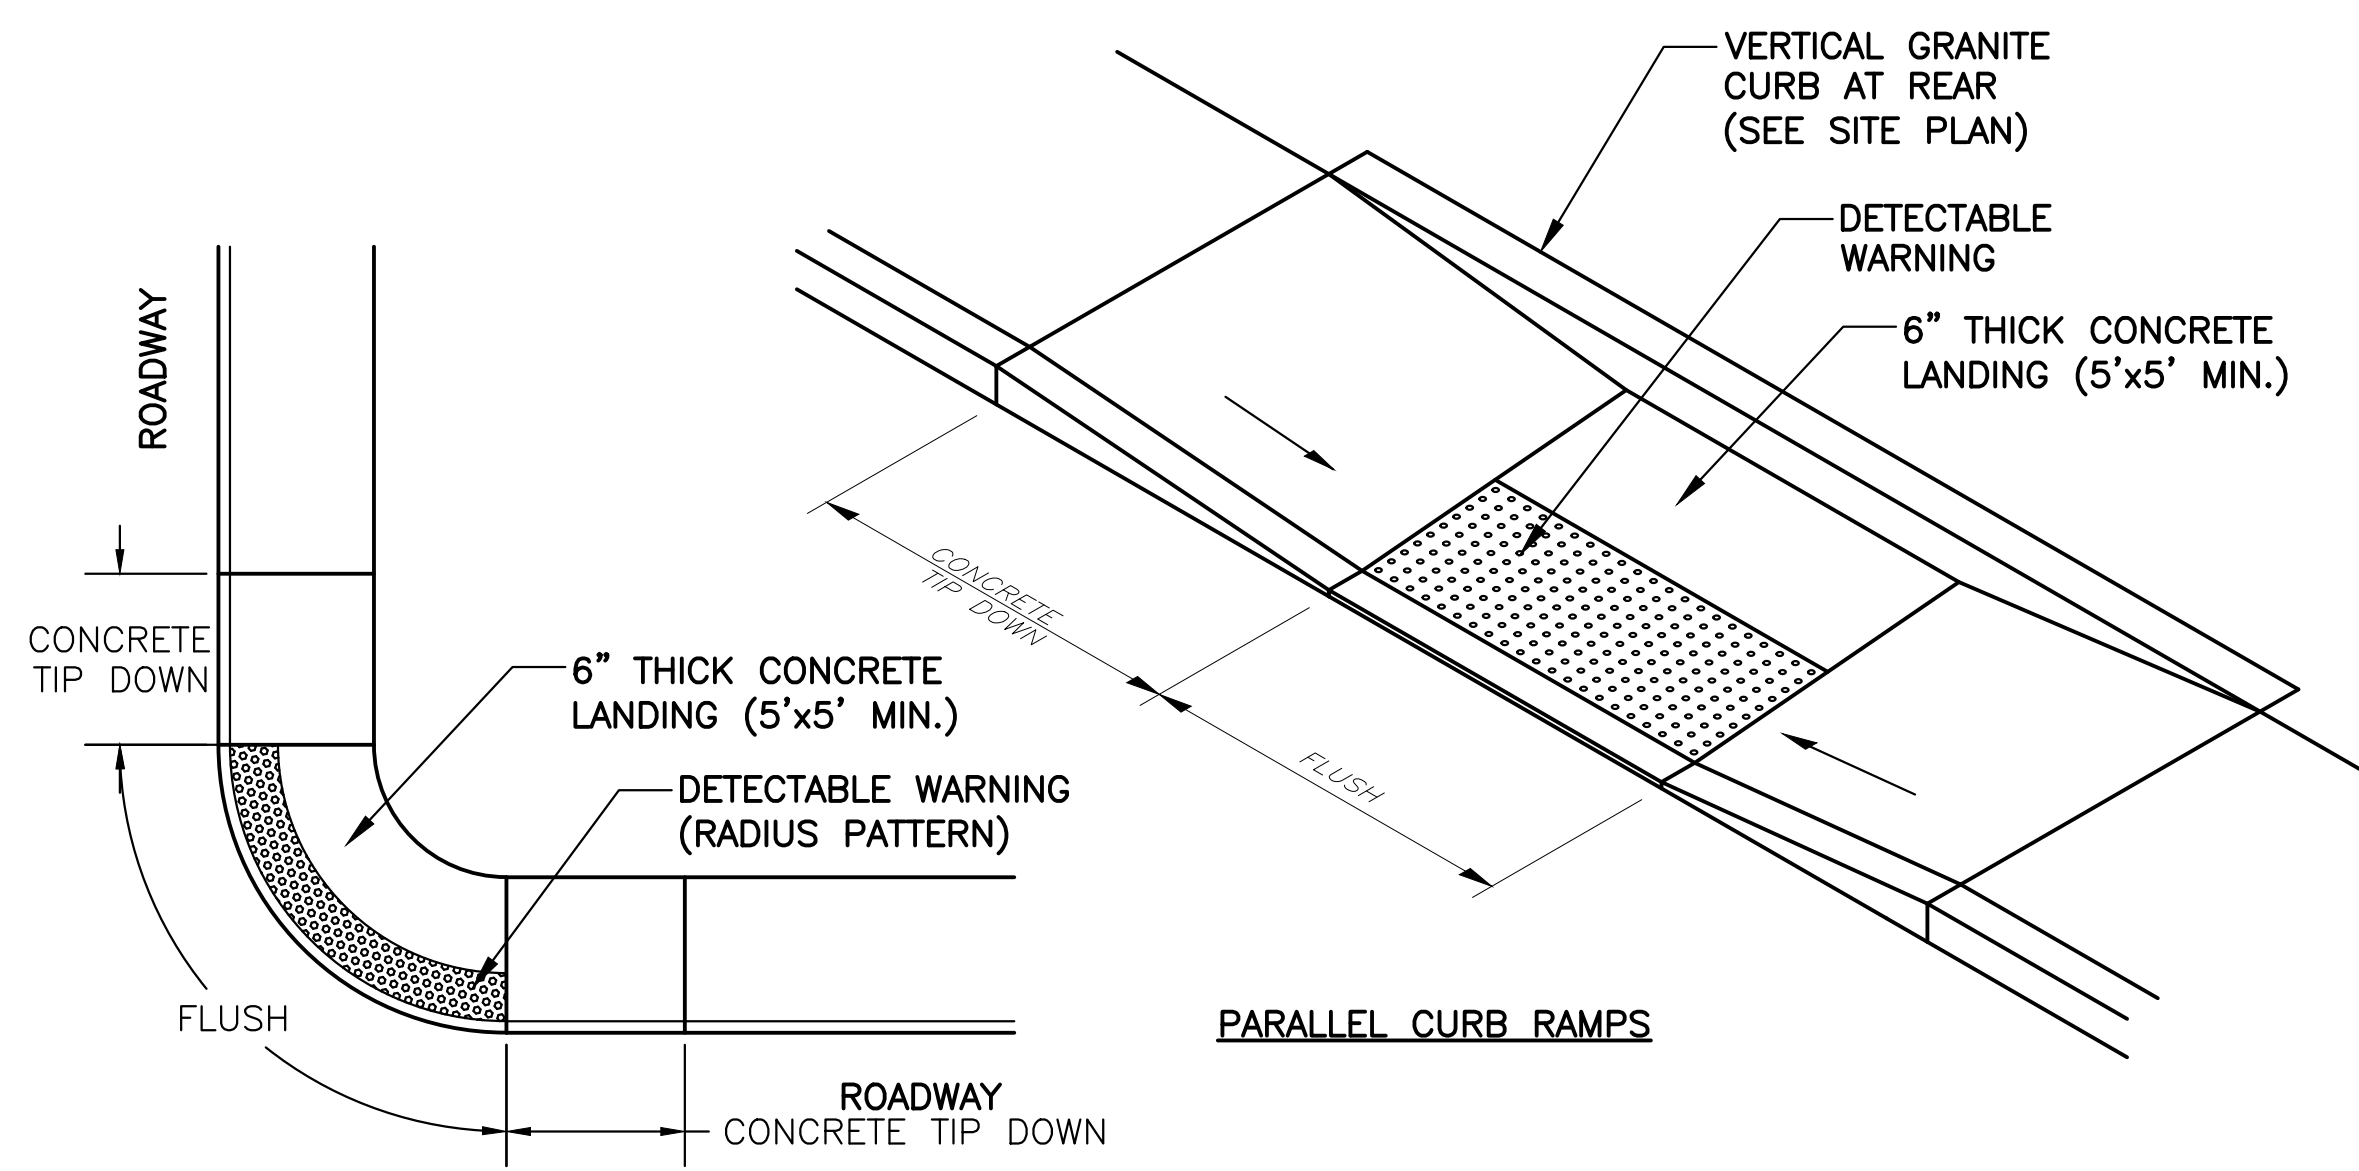 VERTICAL GRANITE
CURB AT REAR
(SEE SITE PLAN)
DETECTABLE
WARNING
6" THICK CONCRETE
LANDING (5'x5' MIN.)
CONCRETE
TIP DOWN
FLUSH
PARALLEL CURB RAMPS
ROADWAY
CONCRETE
TIP DOWN
6" THICK CONCRETE
LANDING (5'x5' MIN.)
DETECTABLE WARNING
(RADIUS PATTERN)
FLUSH
ROADWAY
CONCRETE TIP DOWN